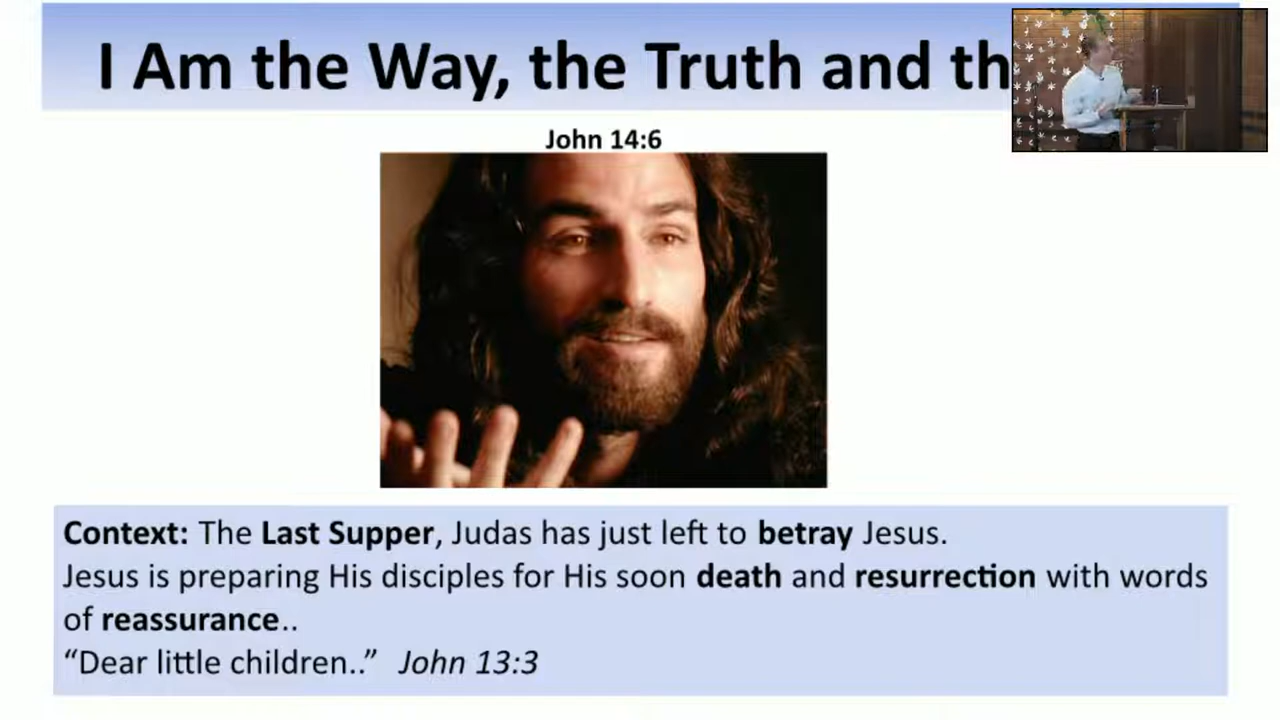 I Am the Way, the Truth and th
John 14:6
Context: The Last Supper, Judas has just left to betray Jesus.
Jesus is preparing His disciples for His soon death and resurrection with words
of reassurance..
“Dear little children..” John 13:3